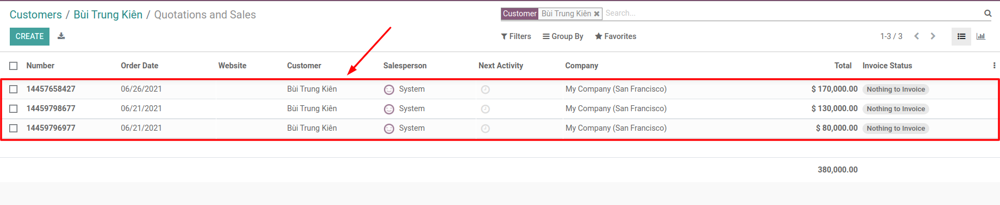 Customers / Bùi Trung Kiên / Quotations and Sales
Customer Bùi Trung Kiên ✖ Search...
CREATE
Filters Group By Favorites 1-3 / 3
Number Order Date Website Customer Salesperson Next Activity Company Total Invoice Status
14457658427 06/26/2021 Bùi Trung Kiên System My Company (San Francisco) $ 170,000.00 Nothing to Invoice
14459798677 06/21/2021 Bùi Trung Kiên System My Company (San Francisco) $ 130,000.00 Nothing to Invoice
14459796977 06/21/2021 Bùi Trung Kiên System My Company (San Francisco) $ 80,000.00 Nothing to Invoice
380,000.00